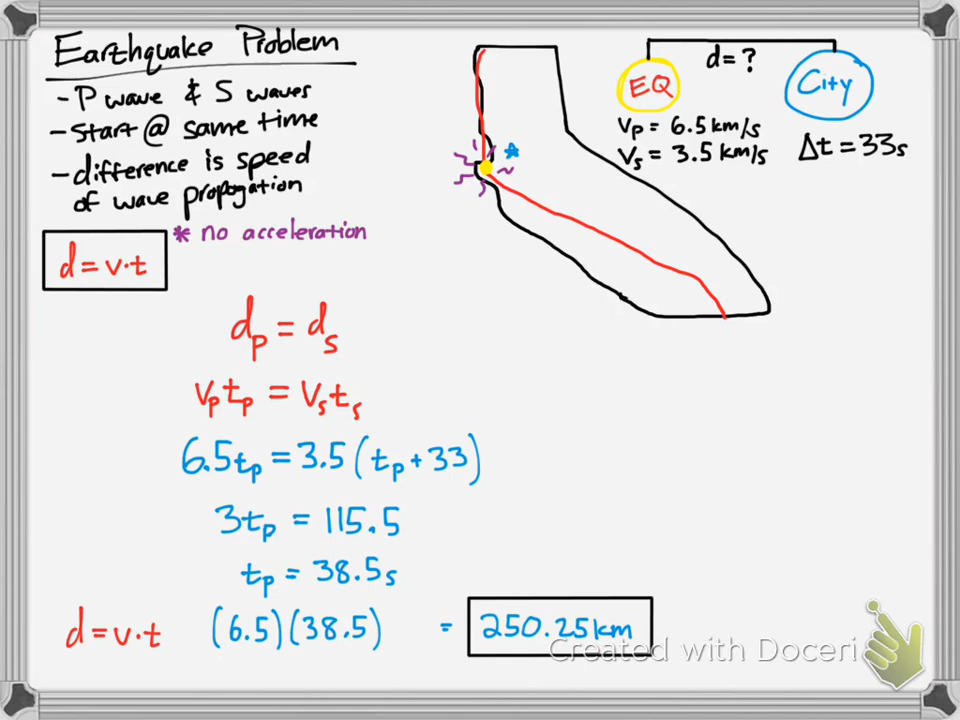 Earthquake Problem
- P wave & S waves
- Start @ same time
- difference is speed
of wave propogation
* no acceleration
d = v·t
d = ?
EQ
City
vp = 6.5 km/s
Vs = 3.5 km/s
Δt = 33s
dp = ds
Vptp = Vsts
6.5tp = 3.5 (tp + 33)
3tp = 115.5
tp = 38.5s
d = v·t (6.5)(38.5) = 250.25km
Created with Doceri